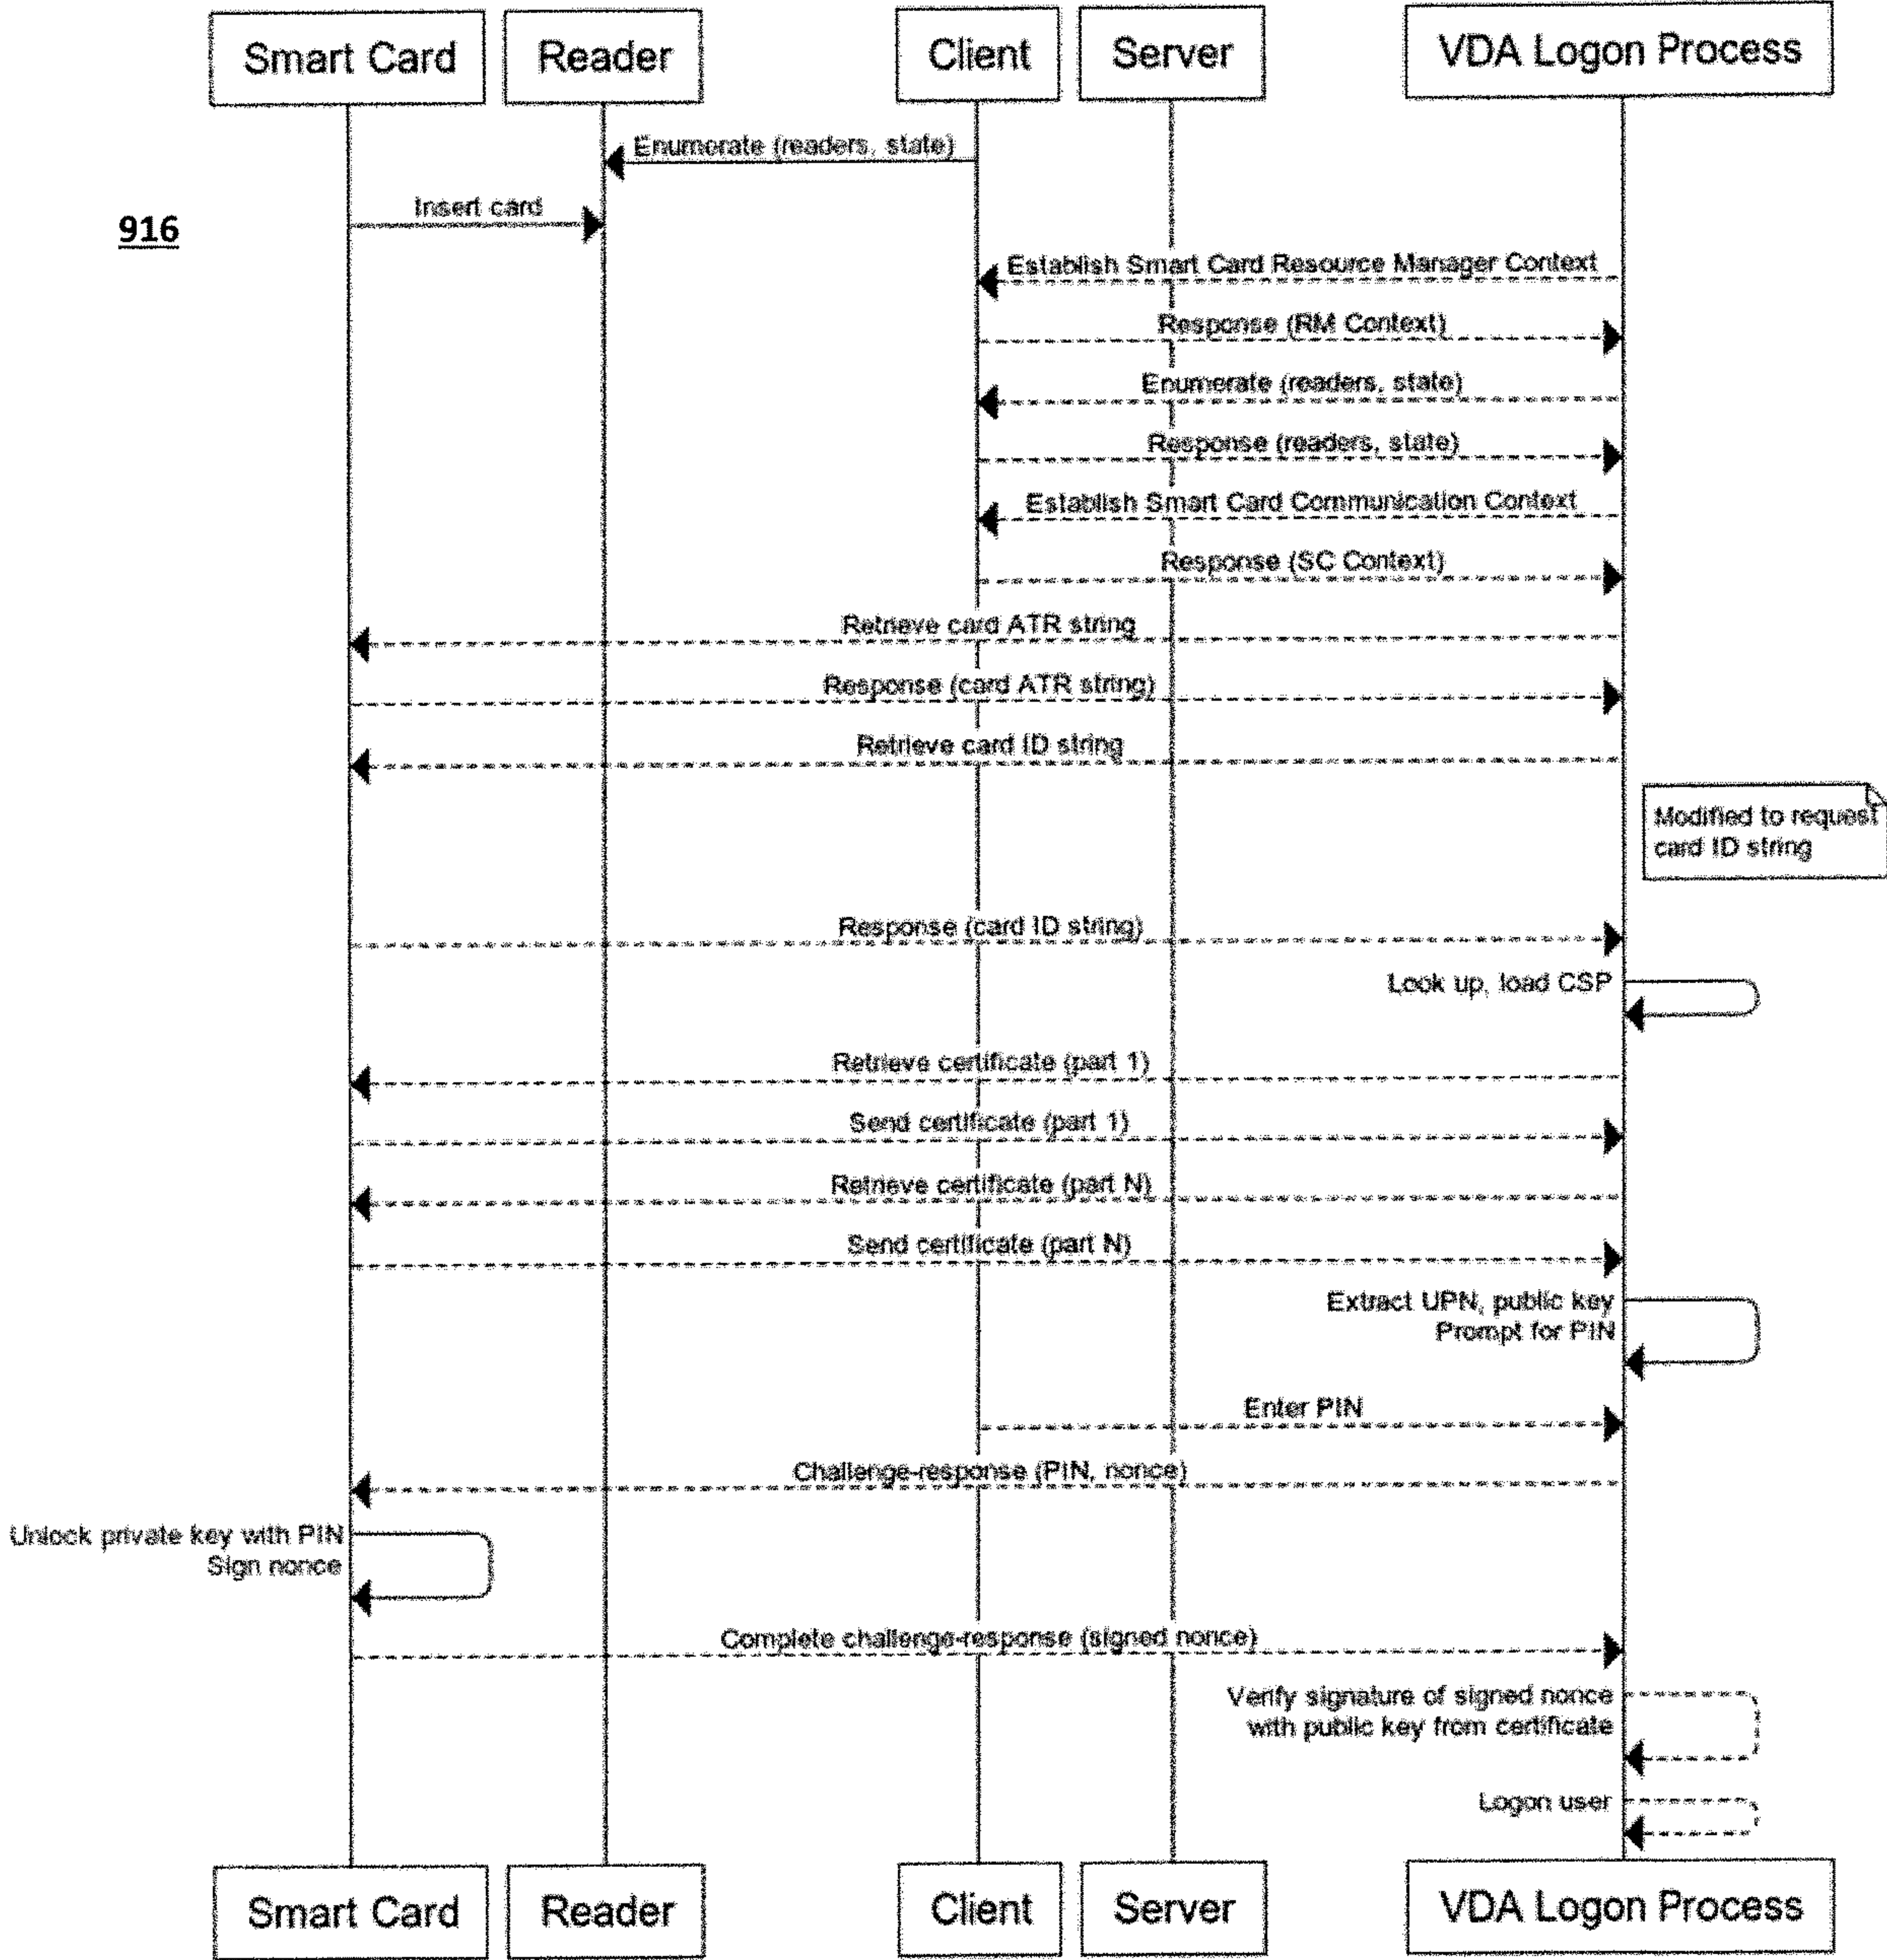 Smart Card
Reader
Client
Server
VDA Logon Process
Enumerate (readers, state)
Insert card
916
Establish Smart Card Resource Manager Context
Response (RM Context)
Enumerate (readers, state)
Response (readers, state)
Establish Smart Card Communication Context
Response (SC Context)
Retrieve card ATR string
Response (card ATR string)
Retrieve card ID string
Modified to request
card ID string
Response (card ID string)
Look up, load CSP
Retrieve certificate (part 1)
Send certificate (part 1)
Retrieve certificate (part N)
Send certificate (part N)
Extract UPN, public key
Prompt for PIN
Enter PIN
Challenge-response (PIN, nonce)
Unlock private key with PIN
Sign nonce
Complete challenge-response (signed nonce)
Verify signature of signed nonce
with public key from certificate
Logon user
Smart Card
Reader
Client
Server
VDA Logon Process